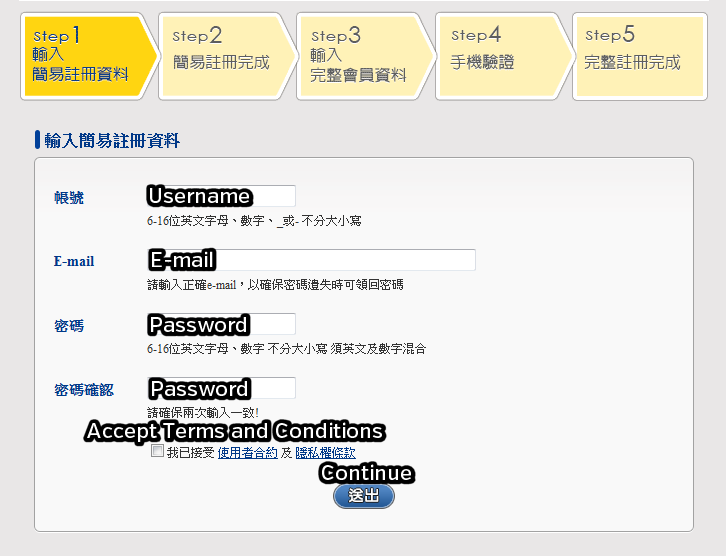 Step1
輸入
簡易註冊資料
Step2
簡易註冊完成
Step3
輸入
完整會員資料
Step4
手機驗證
Step5
完整註冊完成
輸入簡易註冊資料
帳號 Username
6-16位英文字母、數字、_或- 不分大小寫
E-mail E-mail
請輸入正確e-mail，以確保密碼遺失時可領回密碼
密碼 Password
6-16位英文字母、數字 不分大小寫 須英文及數字混合
密碼確認 Password
請確保兩次輸入一致!
Accept Terms and Conditions
我已接受 使用者合約 及 隱私權條款
Continue
送出